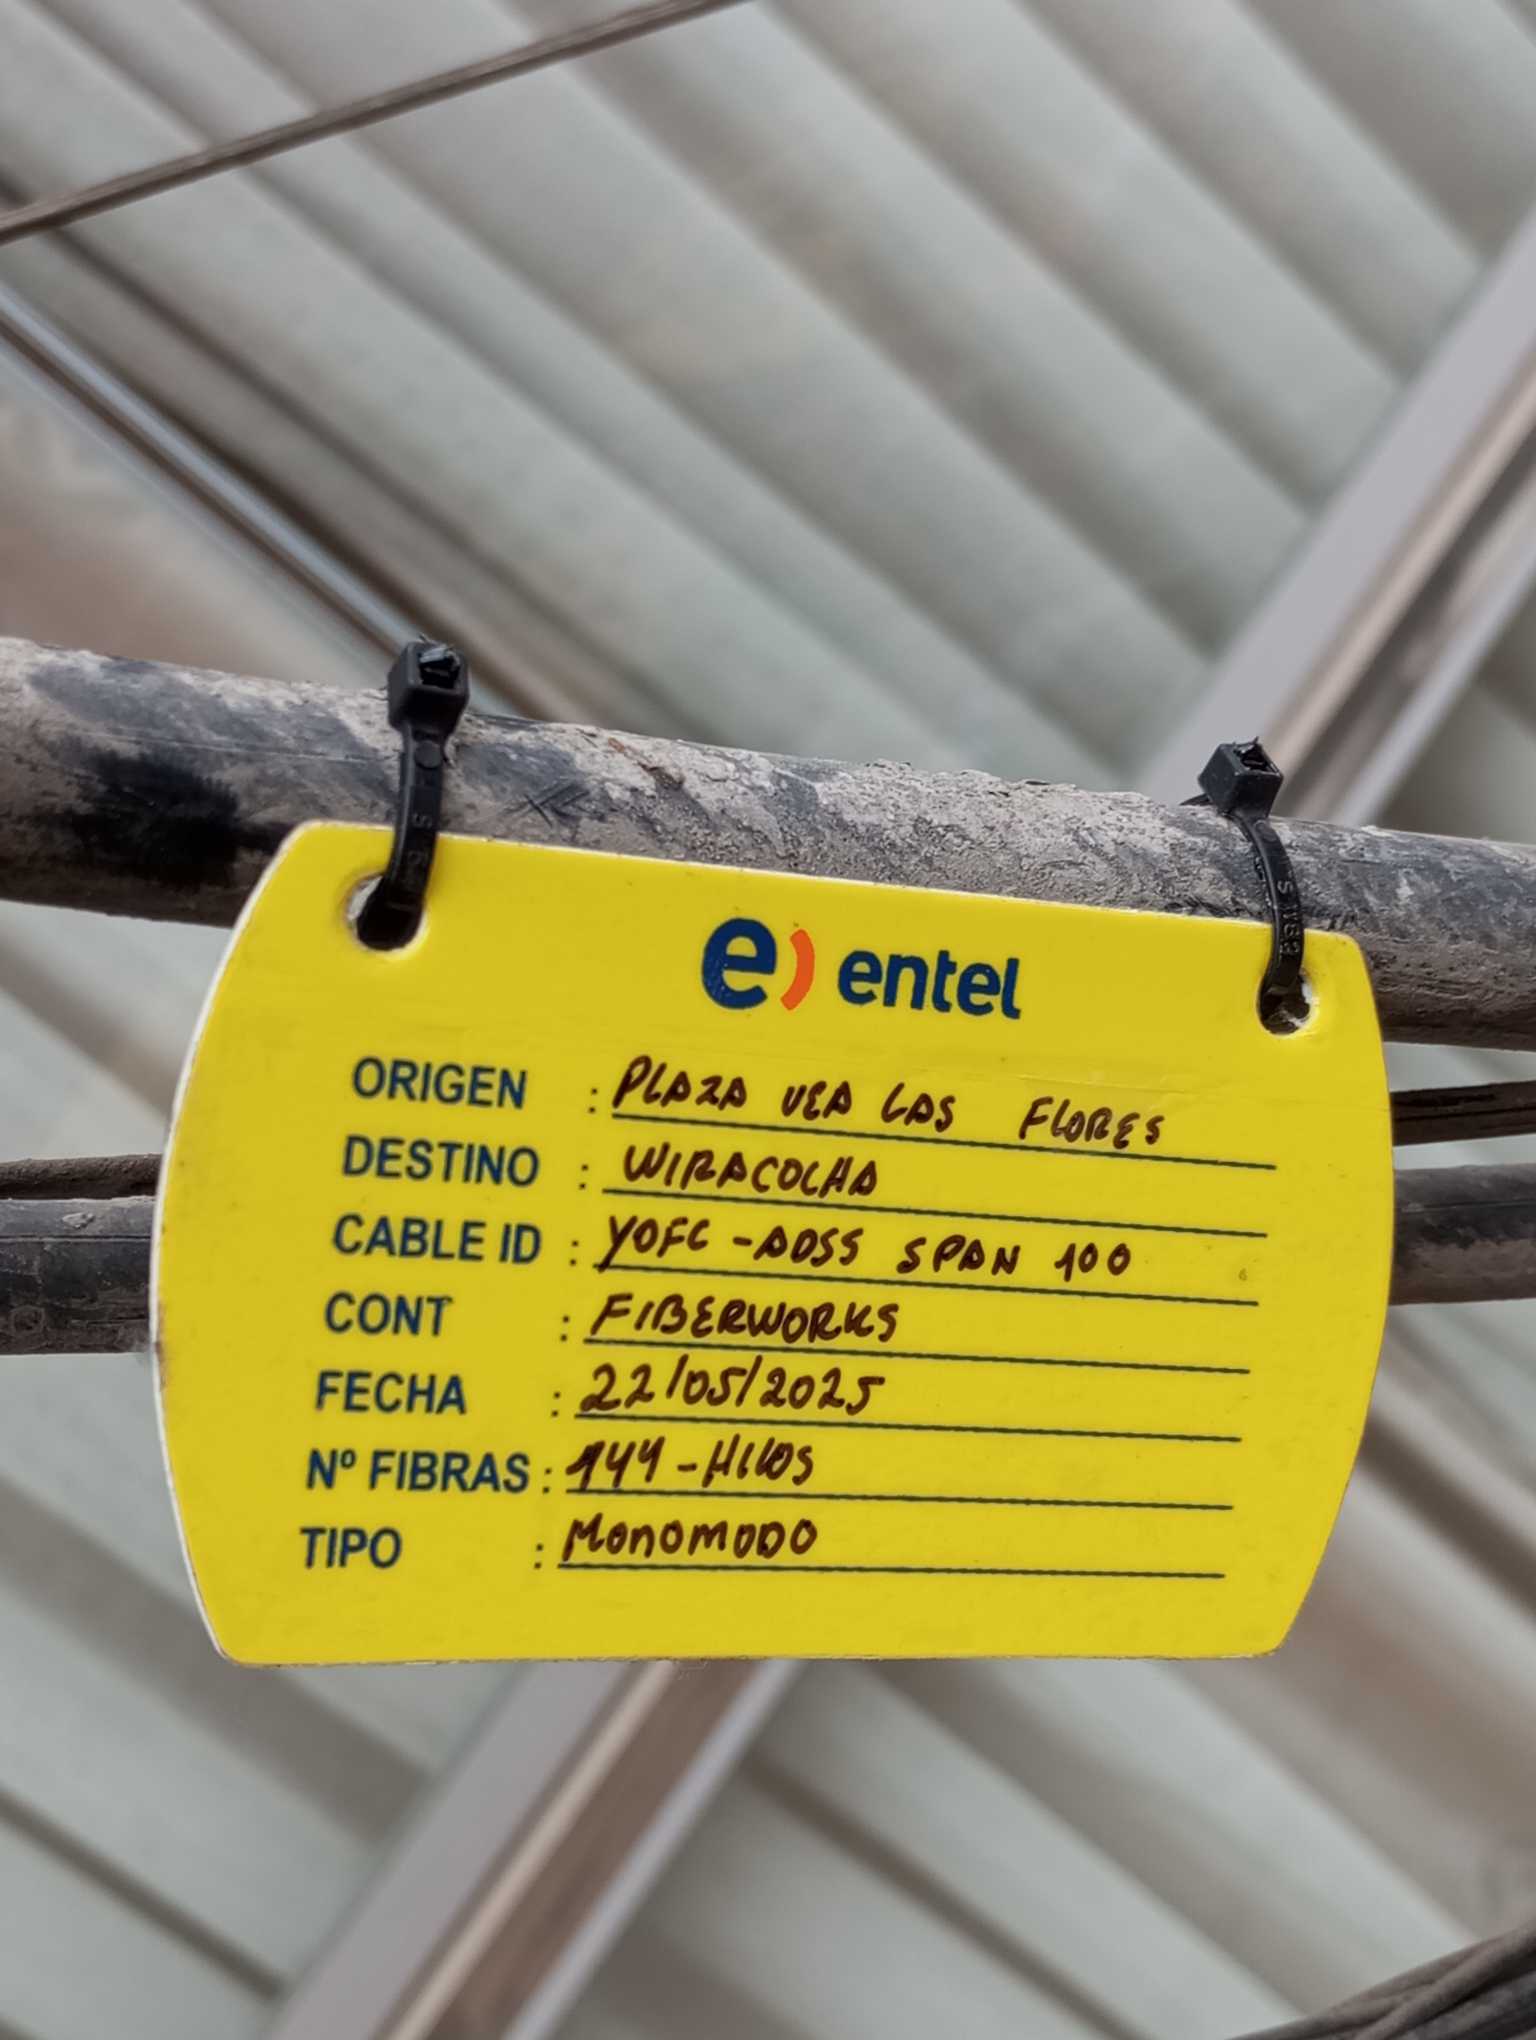 e) entel
ORIGEN : PLAZA VEA LAS FLORES
DESTINO : WIRACOCHA
CABLE ID : YOFC - ADSS SPAN 100
CONT : FIBERWORKS
FECHA : 22/05/2025
Nº FIBRAS : 144 - HILOS
TIPO : MONOMODO